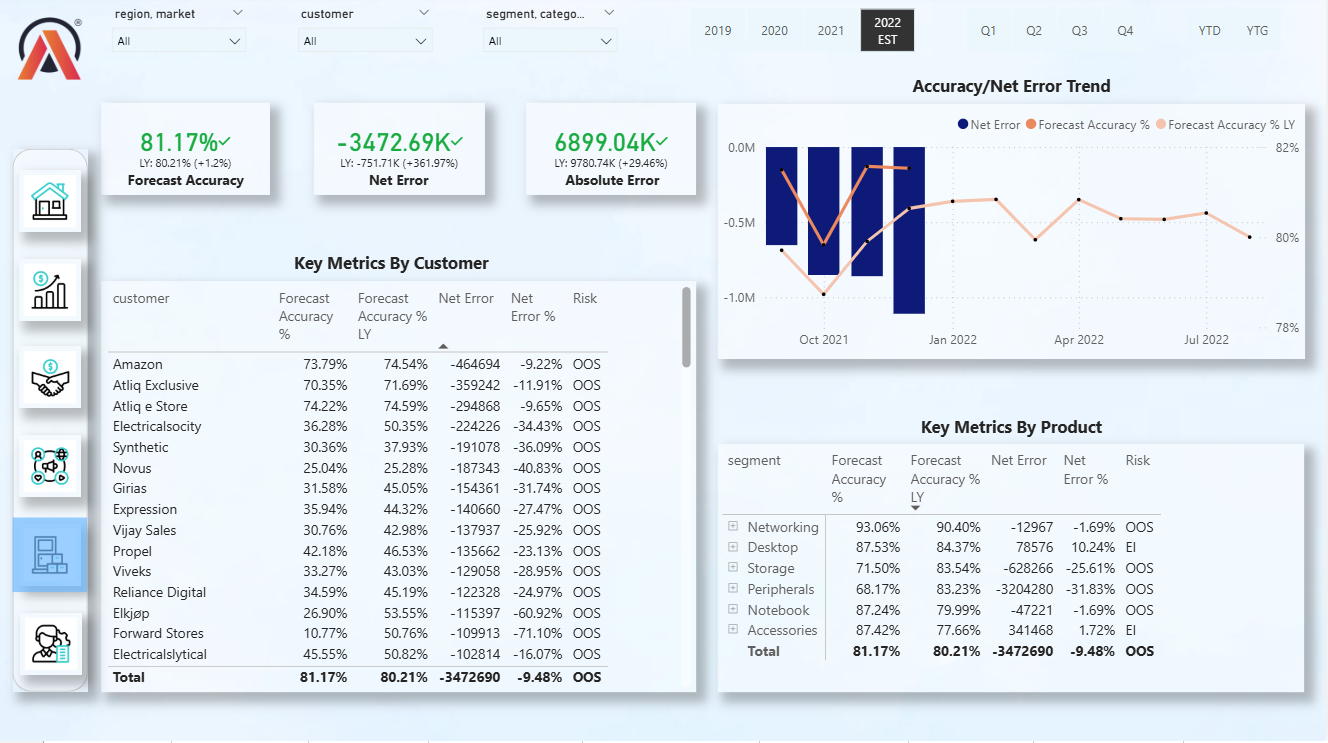 region, market
customer
segment, catego...
All
All
All
2019 2020 2021 2022 EST
Q1 Q2 Q3 Q4
YTD YTG
®
81.17%
LY: 80.21% (+1.2%)
Forecast Accuracy
-3472.69K
LY: -751.71K (+361.97%)
Net Error
6899.04K
LY: 9780.74K (+29.46%)
Absolute Error
Accuracy/Net Error Trend
Net Error Forecast Accuracy % Forecast Accuracy % LY
0.0M 82%
-0.5M 80%
-1.0M 78%
Oct 2021 Jan 2022 Apr 2022 Jul 2022
Key Metrics By Customer
customer Forecast Accuracy % Forecast Accuracy % LY Net Error Net Error % Risk
Amazon 73.79% 74.54% -464694 -9.22% OOS
Atliq Exclusive 70.35% 71.69% -359242 -11.91% OOS
Atliq e Store 74.22% 74.59% -294868 -9.65% OOS
Electricalsocity 36.28% 50.35% -224226 -34.43% OOS
Synthetic 30.36% 37.93% -191078 -36.09% OOS
Novus 25.04% 25.28% -187343 -40.83% OOS
Girias 31.58% 45.05% -154361 -31.74% OOS
Expression 35.94% 44.32% -140660 -27.47% OOS
Vijay Sales 30.76% 42.98% -137937 -25.92% OOS
Propel 42.18% 46.53% -135662 -23.13% OOS
Viveks 33.27% 43.03% -129058 -28.95% OOS
Reliance Digital 34.59% 45.19% -122328 -24.97% OOS
Elkjøp 26.90% 53.55% -115397 -60.92% OOS
Forward Stores 10.77% 50.76% -109913 -71.10% OOS
Electricalslytical 45.55% 50.82% -102814 -16.07% OOS
Total 81.17% 80.21% -3472690 -9.48% OOS
Key Metrics By Product
segment Forecast Accuracy % Forecast Accuracy % LY Net Error Net Error % Risk
Networking 93.06% 90.40% -12967 -1.69% OOS
Desktop 87.53% 84.37% 78576 10.24% EI
Storage 71.50% 83.54% -628266 -25.61% OOS
Peripherals 68.17% 83.23% -3204280 -31.83% OOS
Notebook 87.24% 79.99% -47221 -1.69% OOS
Accessories 87.42% 77.66% 341468 1.72% EI
Total 81.17% 80.21% -3472690 -9.48% OOS